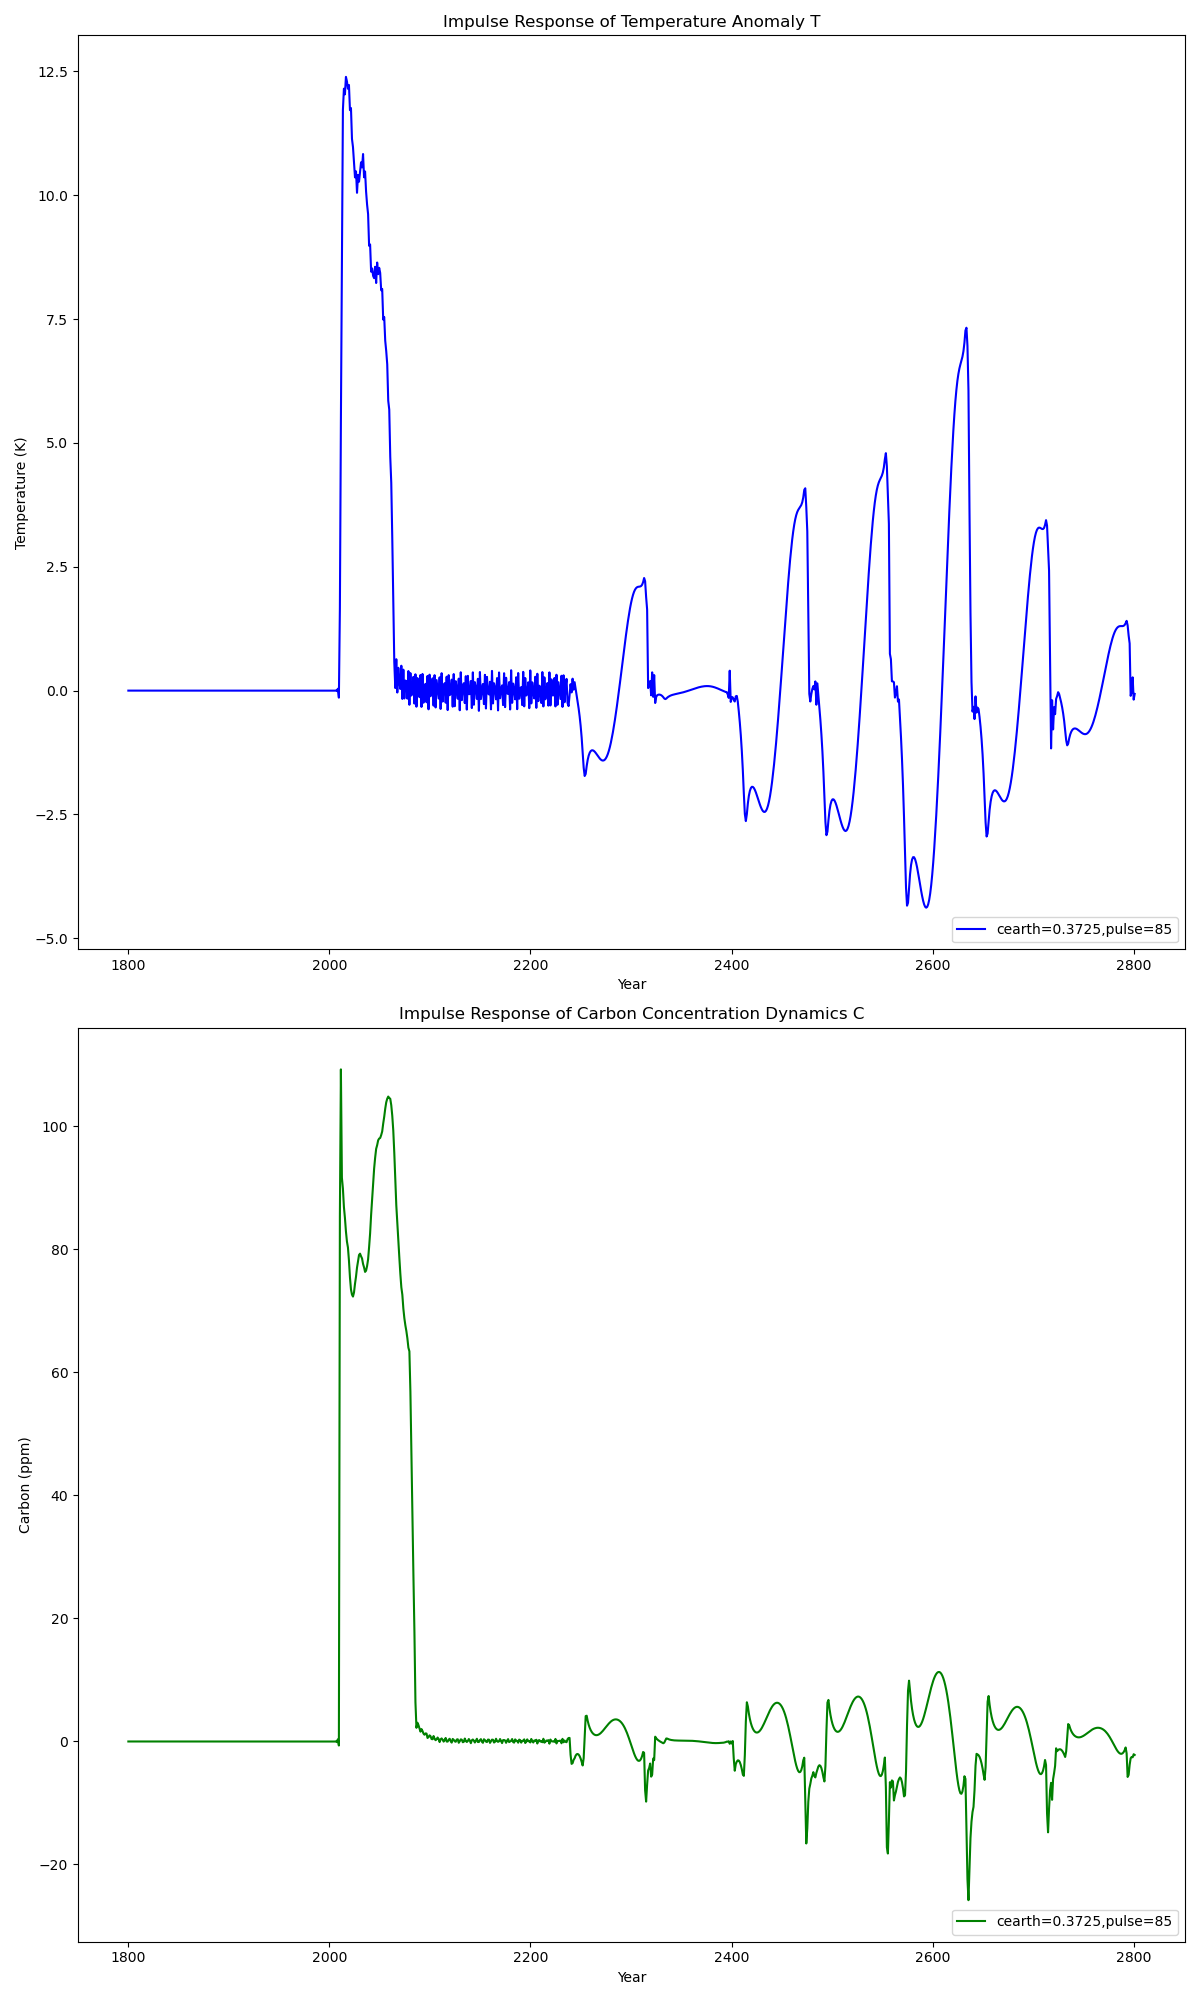 Impulse Response of Temperature Anomaly T
12.5
10.0
7.5
5.0
2.5
0.0
−2.5
−5.0
Temperature (K)
cearth=0.3725,pulse=85
1800 2000 2200 2400 2600 2800
Year
Impulse Response of Carbon Concentration Dynamics C
100
80
60
40
20
0
−20
Carbon (ppm)
cearth=0.3725,pulse=85
1800 2000 2200 2400 2600 2800
Year